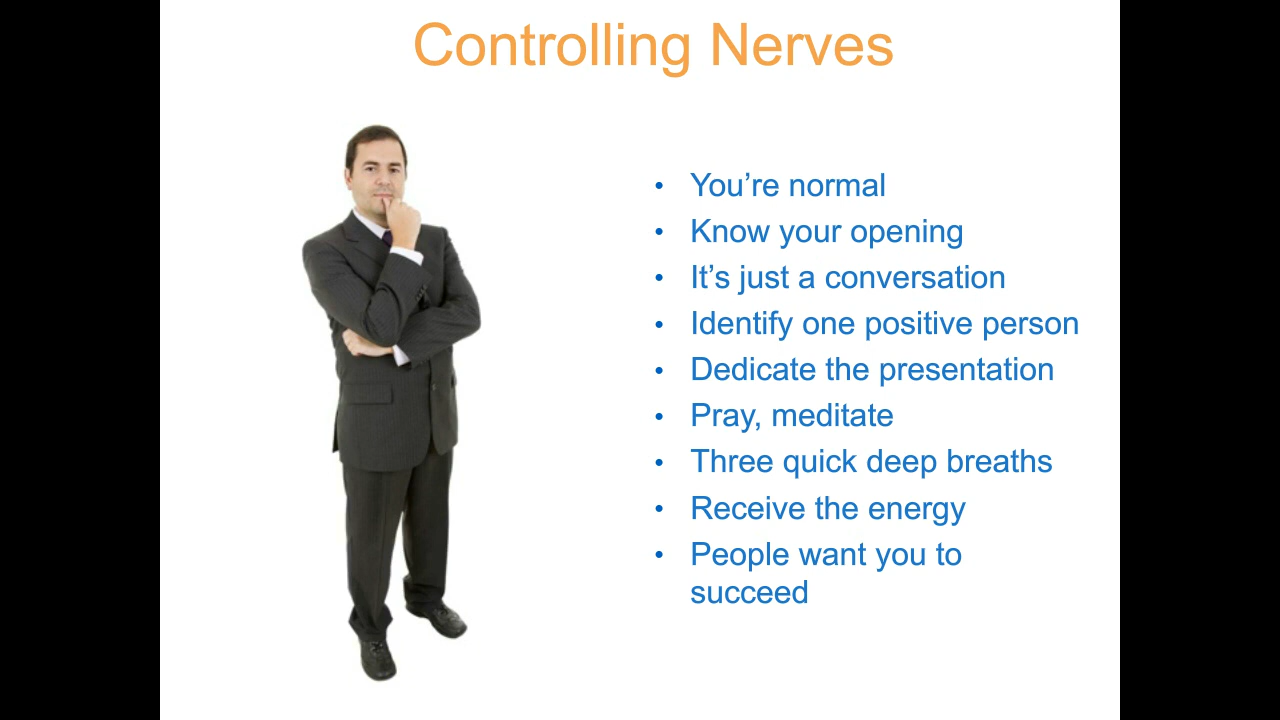 Controlling Nerves
• You’re normal
• Know your opening
• It’s just a conversation
• Identify one positive person
• Dedicate the presentation
• Pray, meditate
• Three quick deep breaths
• Receive the energy
• People want you to
succeed